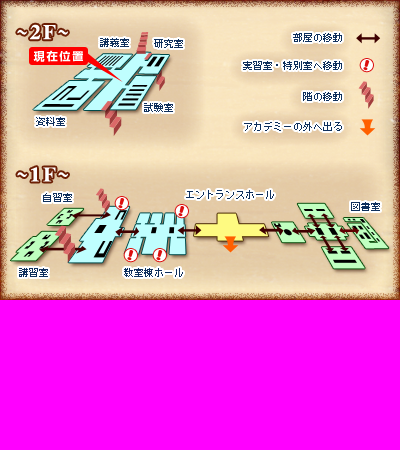 ～2F～
講義室
研究室
現在位置
試験室
資料室
部屋の移動
実習室・特別室へ移動
階の移動
アカデミーの外へ出る
～1F～
自習室
エントランスホール
図書室
講習室
教室棟ホール